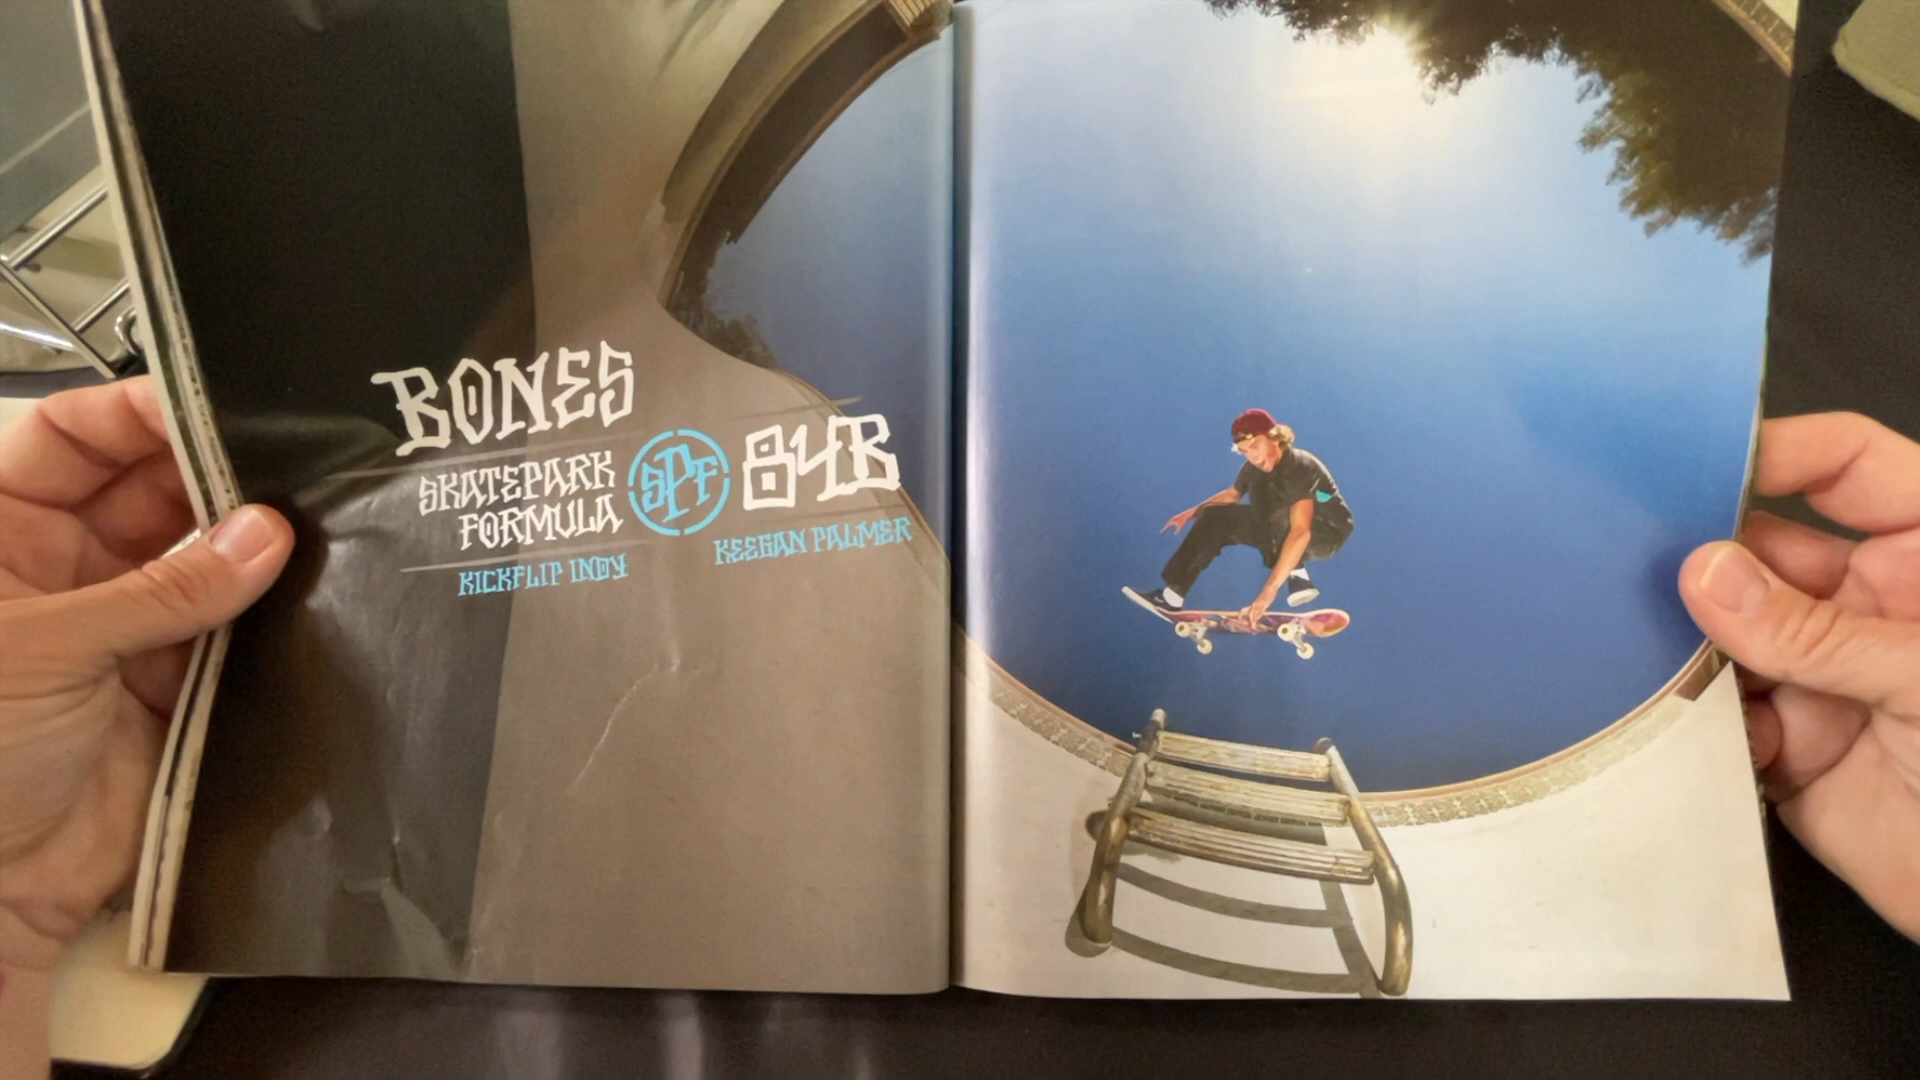 BONES
SKATEPARK
FORMULA
SPF
84B
KICKFLIP INDY
KEEGAN PALMER